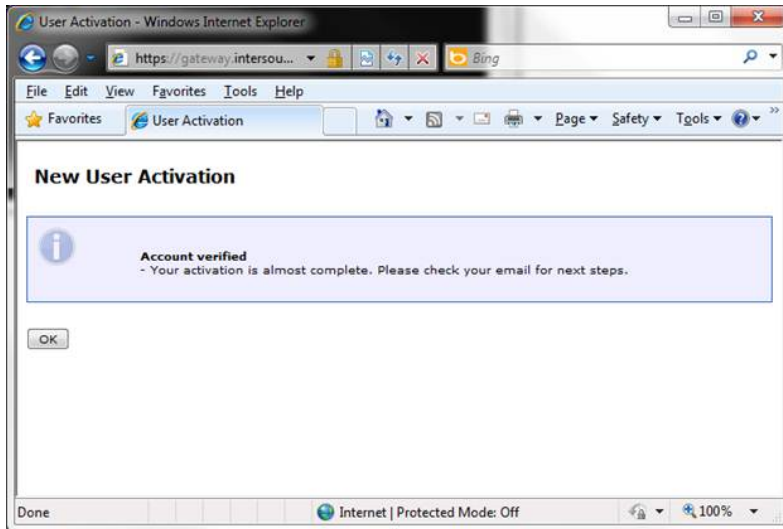 User Activation - Windows Internet Explorer
https://gateway.intersou...
Bing
File Edit View Favorites Tools Help
Favorites User Activation Page Safety Tools »
New User Activation
Account verified
- Your activation is almost complete. Please check your email for next steps.
OK
Done Internet | Protected Mode: Off 100%